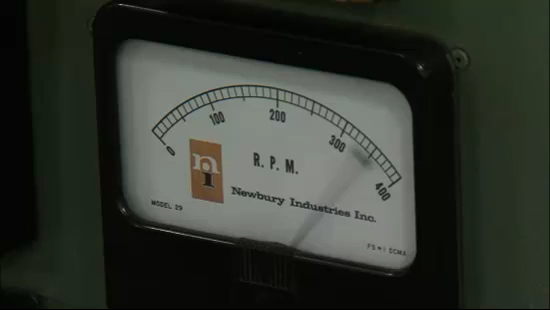 0 100 200 300 400
R. P. M.
ni
Newbury Industries Inc.
MODEL 29